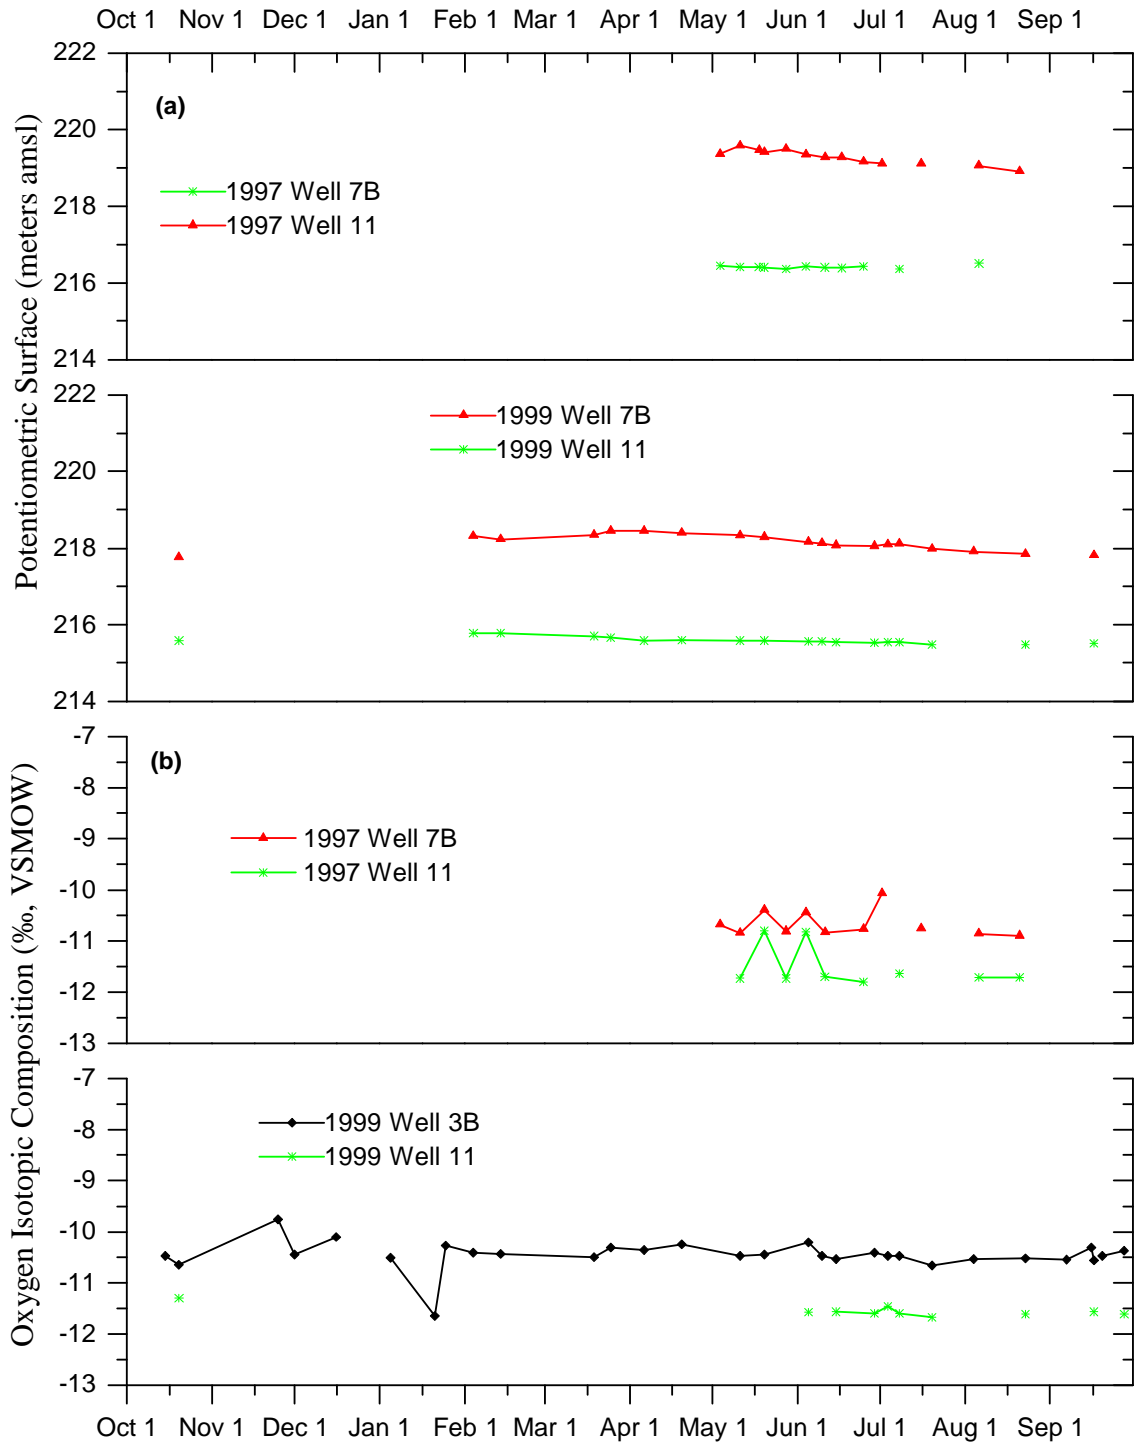 Oct 1 Nov 1 Dec 1 Jan 1 Feb 1 Mar 1 Apr 1 May 1 Jun 1 Jul 1 Aug 1 Sep 1
Potentiometric Surface (meters amsl)
222
220
218
216
214
(a)
1997 Well 7B
1997 Well 11
222
220
218
216
214
1999 Well 7B
1999 Well 11
Oxygen Isotopic Composition (‰, VSMOW)
-7
-8
-9
-10
-11
-12
-13
(b)
1997 Well 7B
1997 Well 11
-7
-8
-9
-10
-11
-12
-13
1999 Well 3B
1999 Well 11
Oct 1 Nov 1 Dec 1 Jan 1 Feb 1 Mar 1 Apr 1 May 1 Jun 1 Jul 1 Aug 1 Sep 1